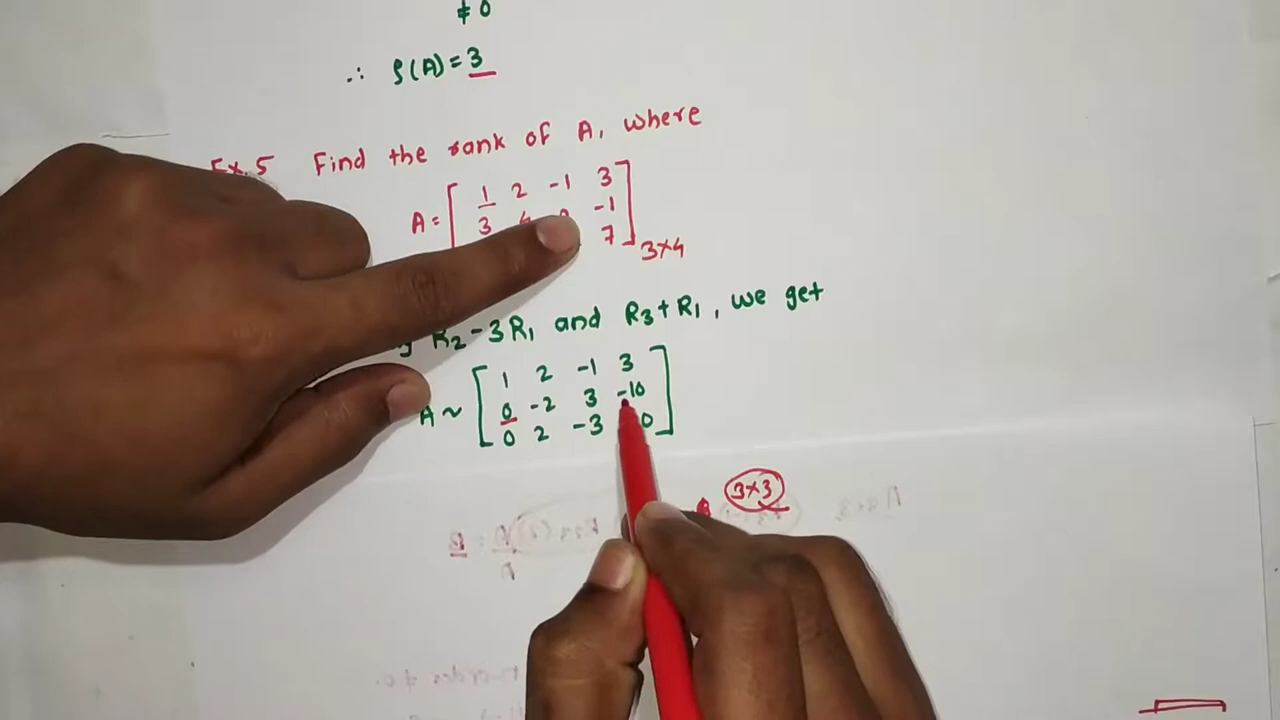 ≠ 0
∴ ρ(A) = 3
Ex. 5 Find the rank of A, where
A = [ 1 2 -1 3
3 4 0 -1
7 ] 3×4
R2 - 3R1 and R3 + R1, we get
A ~ [ 1 2 -1 3
0 -2 3 -10
0 2 -3 0 ]
3×3